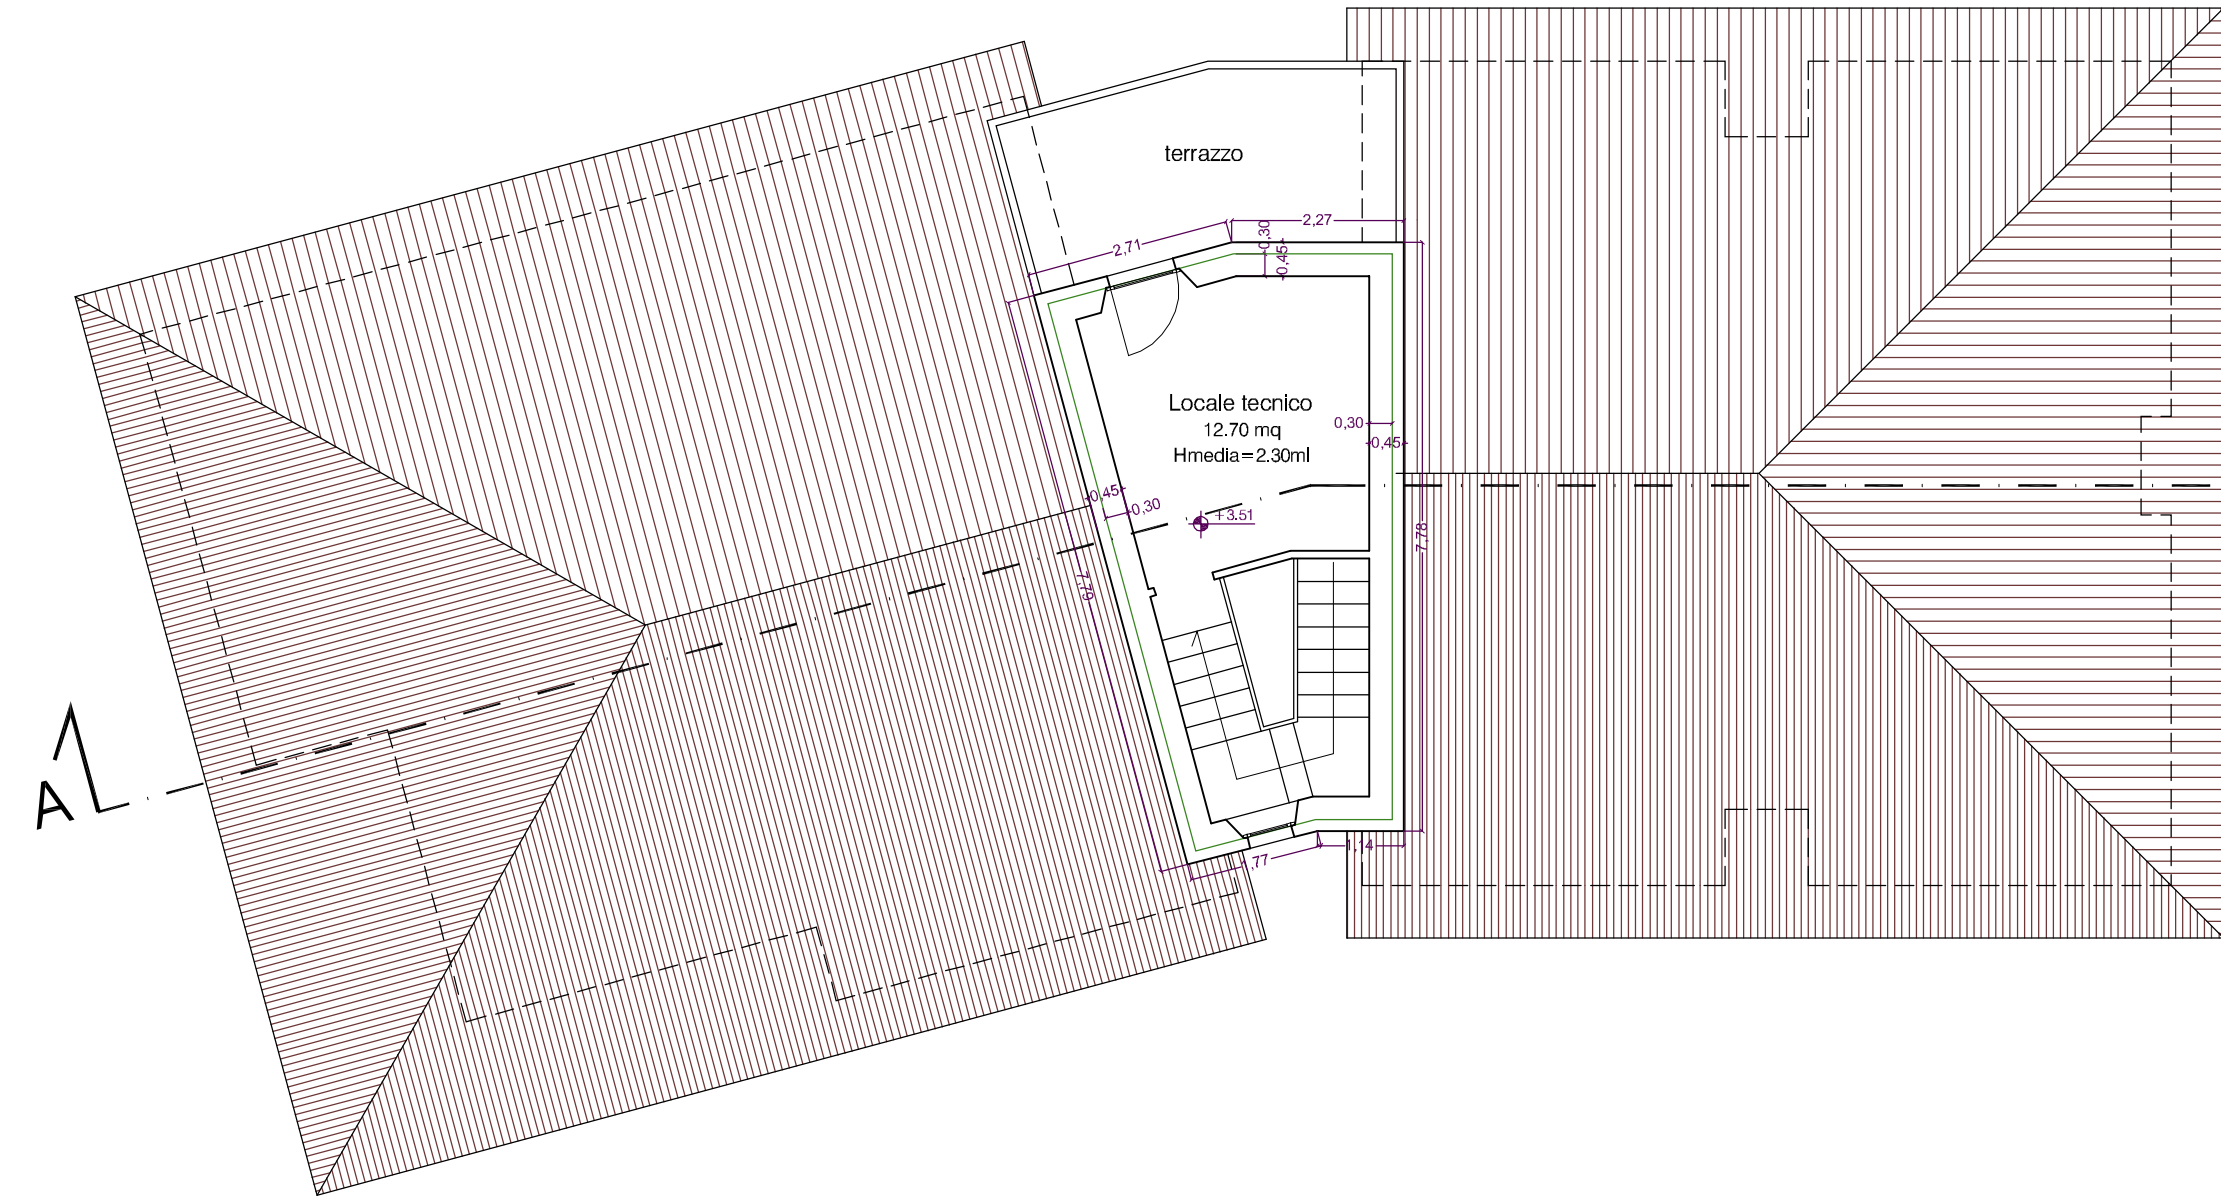 terrazzo
2,27
2,71
0,30
0,45
Locale tecnico
12.70 mq
Hmedia=2.30ml
0,30
0,45
0,45
0,30
+3.51
7,78
7,79
A
1,14
,77